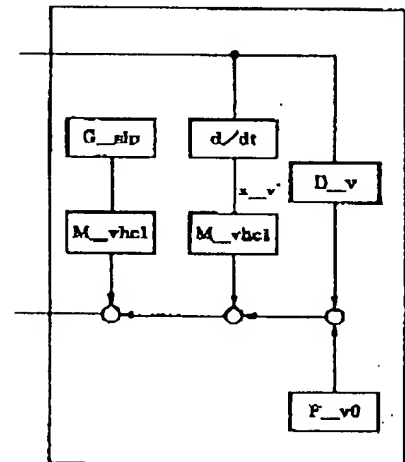 G_slp
d/dt
x_v'
D_v
M_vhcl
M_vhcl
F_v0